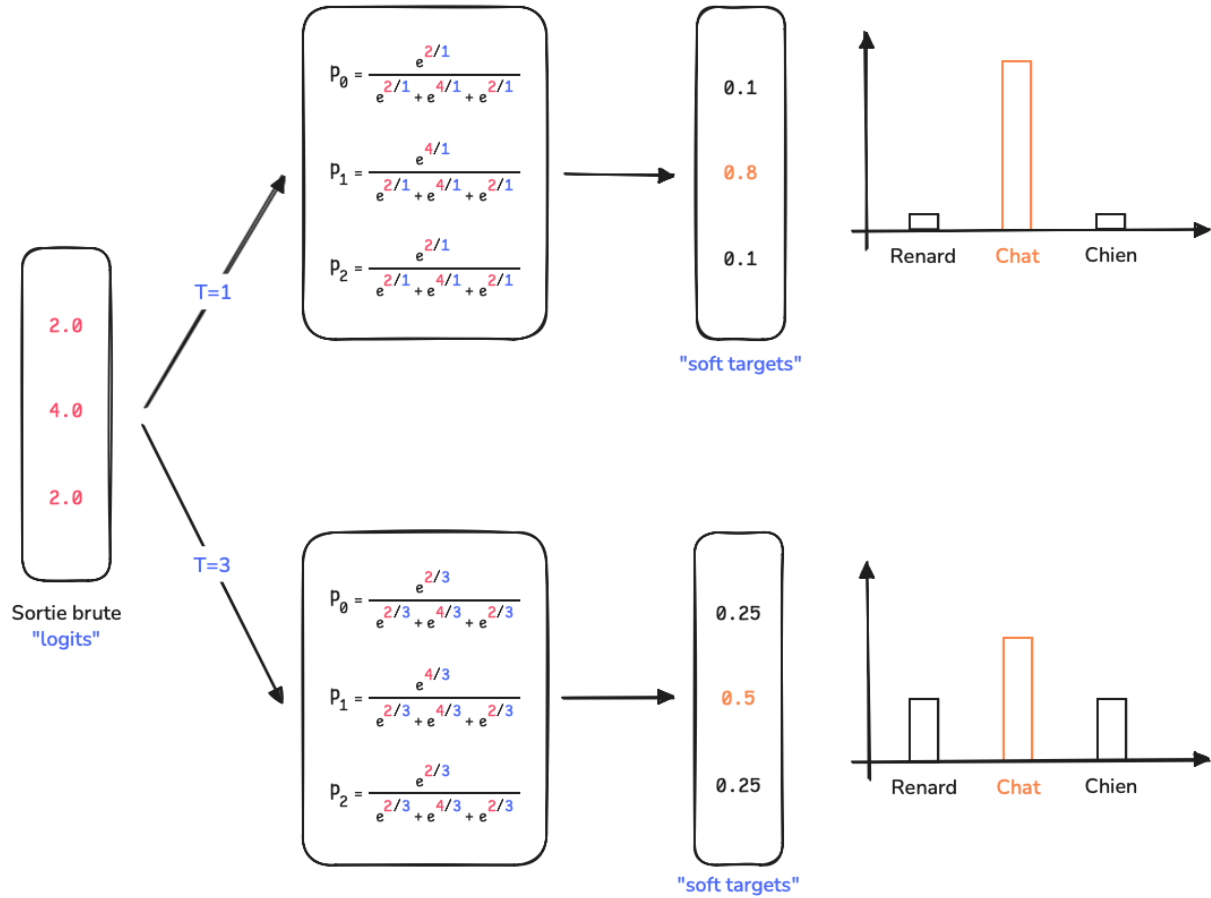 2.0
4.0
2.0
Sortie brute
"logits"
T=1
P₀ = e^2/1 / e^2/1 + e^4/1 + e^2/1
P₁ = e^4/1 / e^2/1 + e^4/1 + e^2/1
P₂ = e^2/1 / e^2/1 + e^4/1 + e^2/1
0.1
0.8
0.1
"soft targets"
Renard Chat Chien
T=3
P₀ = e^2/3 / e^2/3 + e^4/3 + e^2/3
P₁ = e^4/3 / e^2/3 + e^4/3 + e^2/3
P₂ = e^2/3 / e^2/3 + e^4/3 + e^2/3
0.25
0.5
0.25
"soft targets"
Renard Chat Chien